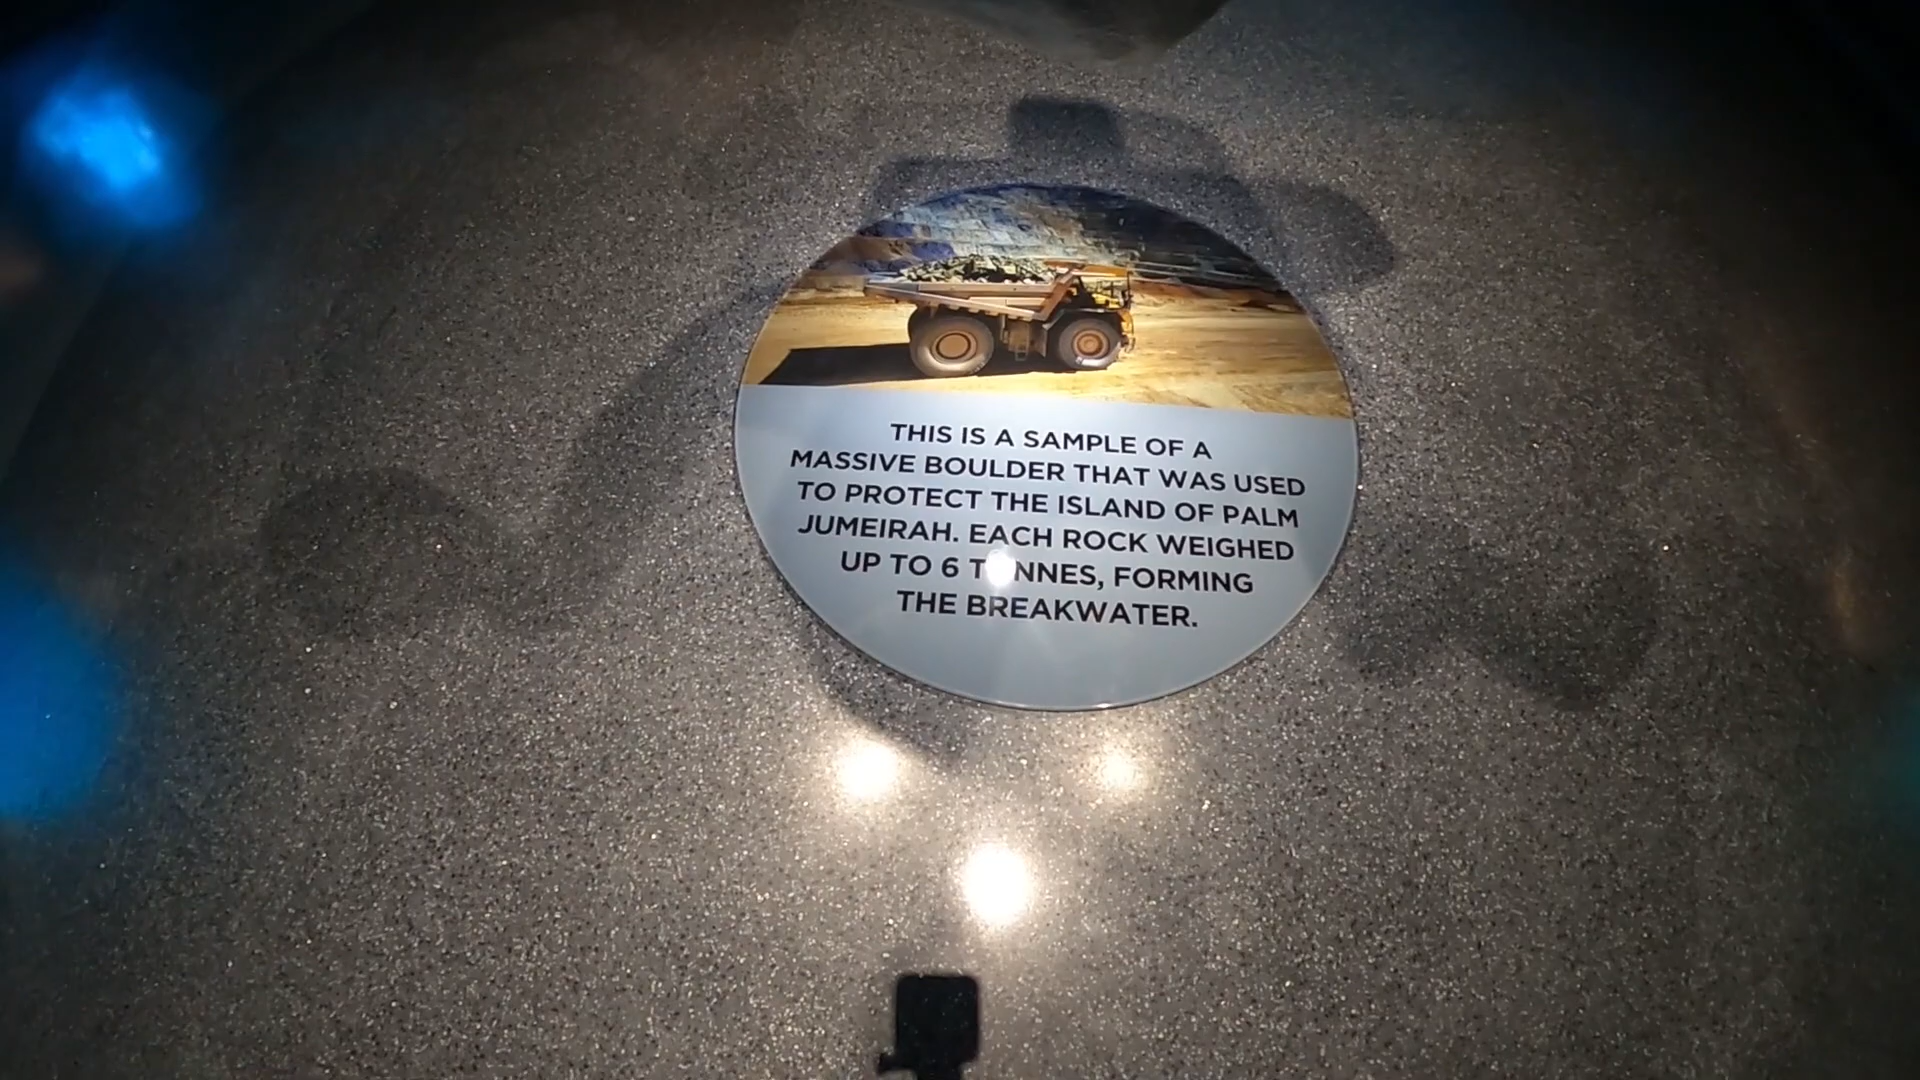 THIS IS A SAMPLE OF A
MASSIVE BOULDER THAT WAS USED
TO PROTECT THE ISLAND OF PALM
JUMEIRAH. EACH ROCK WEIGHED
UP TO 6 TONNES, FORMING
THE BREAKWATER.